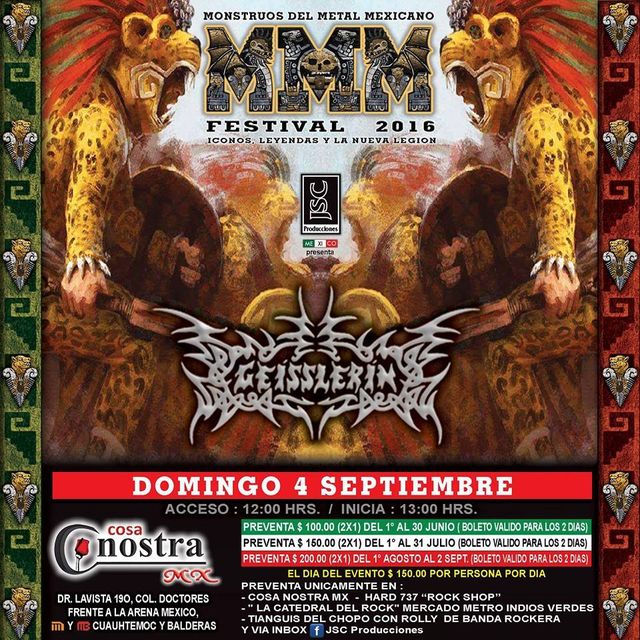 MONSTRUOS DEL METAL MEXICANO
MMM
FESTIVAL 2016
ICONOS, LEYENDAS Y LA NUEVA LEGION
JSC
Producciones
MEXICO
presenta
GEISSLERIN
DOMINGO 4 SEPTIEMBRE
ACCESO : 12:00 HRS. / INICIA : 13:00 HRS.
cosa
nostra
MX
DR. LAVISTA 190, COL. DOCTORES
FRENTE A LA ARENA MEXICO,
M1 Y M3 CUAUHTEMOC Y BALDERAS
PREVENTA $ 100.00 (2X1) DEL 1° AL 30 JUNIO ( BOLETO VALIDO PARA LOS 2 DIAS)
PREVENTA $ 150.00 (2X1) DEL 1° AL 31 JULIO (BOLETO VALIDO PARA LOS 2 DIAS)
PREVENTA $ 200.00 (2X1) DEL 1° AGOSTO AL 2 SEPT. (BOLETO VALIDO PARA LOS 2 DIAS)
EL DIA DEL EVENTO $ 150.00 POR PERSONA POR DIA
PREVENTA UNICAMENTE EN :
- COSA NOSTRA MX - HARD 737 "ROCK SHOP"
- " LA CATEDRAL DEL ROCK" MERCADO METRO INDIOS VERDES
- TIANGUIS DEL CHOPO CON ROLLY DE BANDA ROCKERA
Y VIA INBOX f JSC Producciones